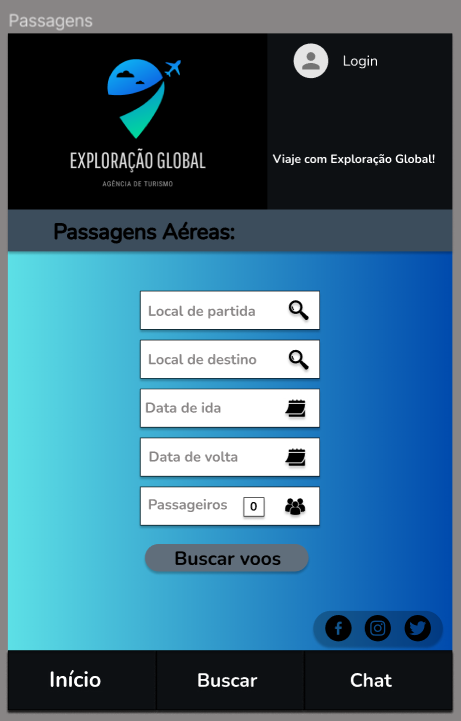 Passagens
Login
EXPLORAÇÃO GLOBAL
AGÊNCIA DE TURISMO
Viaje com Exploração Global!
Passagens Aéreas:
Local de partida
Local de destino
Data de ida
Data de volta
Passageiros 0
Buscar voos
Início Buscar Chat